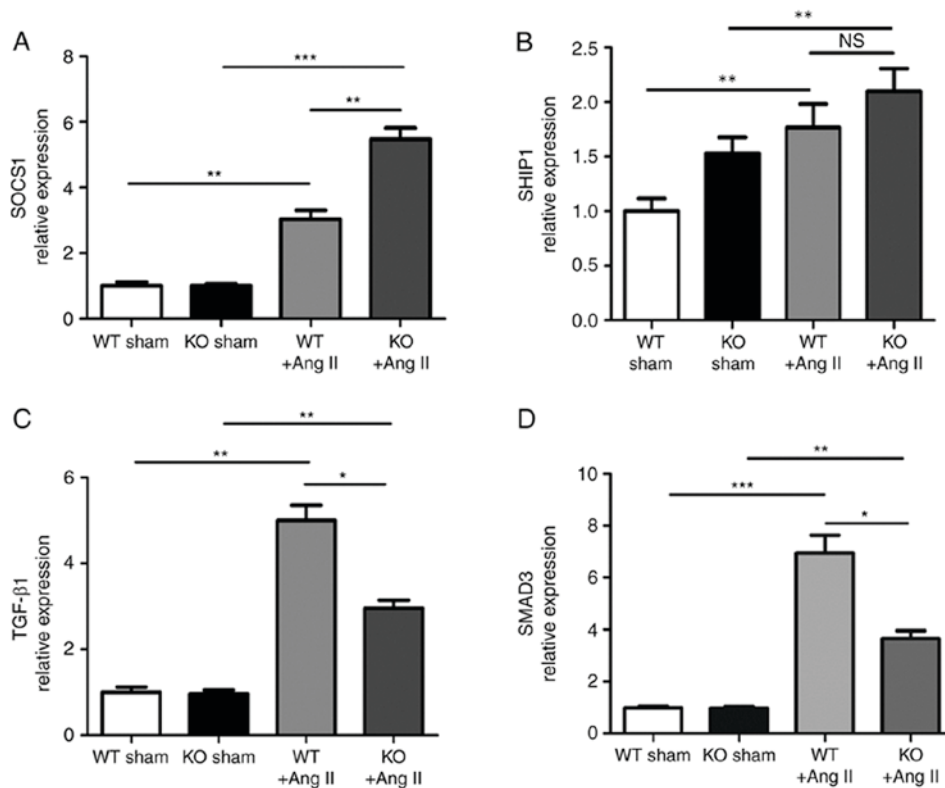 A
SOCS1
relative expression
8
6
4
2
0
***
**
**
WT sham
KO sham
WT
+Ang II
KO
+Ang II
B
SHIP1
relative expression
2.5
2.0
1.5
1.0
0.5
0.0
**
NS
**
WT
sham
KO
sham
WT
+Ang II
KO
+Ang II
C
TGF-β1
relative expression
6
4
2
0
**
**
*
WT sham
KO sham
WT
+Ang II
KO
+Ang II
D
SMAD3
relative expression
10
8
6
4
2
0
**
***
*
WT sham
KO sham
WT
+Ang II
KO
+Ang II